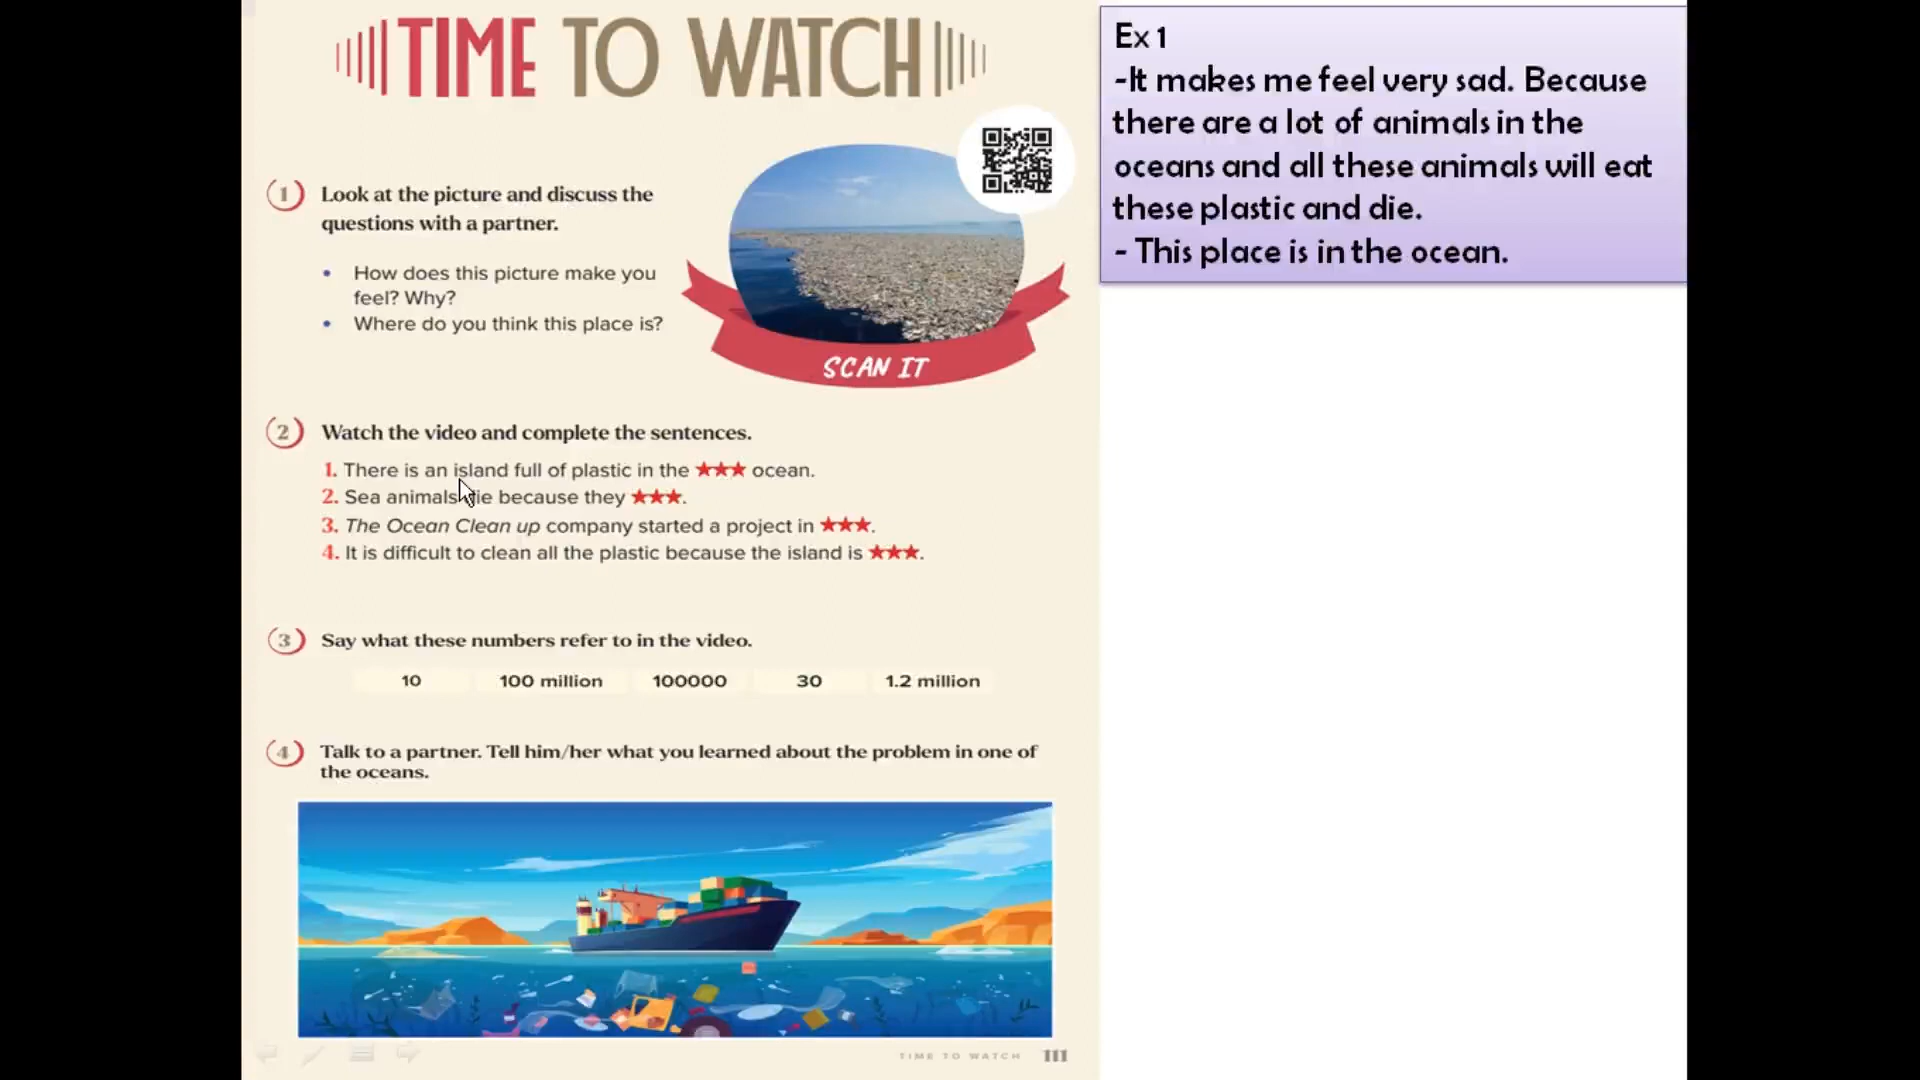 TIME TO WATCH
1 Look at the picture and discuss the
questions with a partner.
• How does this picture make you
feel? Why?
• Where do you think this place is?
SCAN IT
2 Watch the video and complete the sentences.
1. There is an island full of plastic in the ★★★ ocean.
2. Sea animals die because they ★★★.
3. The Ocean Clean up company started a project in ★★★.
4. It is difficult to clean all the plastic because the island is ★★★.
3 Say what these numbers refer to in the video.
10 100 million 100000 30 1.2 million
4 Talk to a partner. Tell him/her what you learned about the problem in one of
the oceans.
TIME TO WATCH 111
Ex 1
-It makes me feel very sad. Because
there are a lot of animals in the
oceans and all these animals will eat
these plastic and die.
- This place is in the ocean.